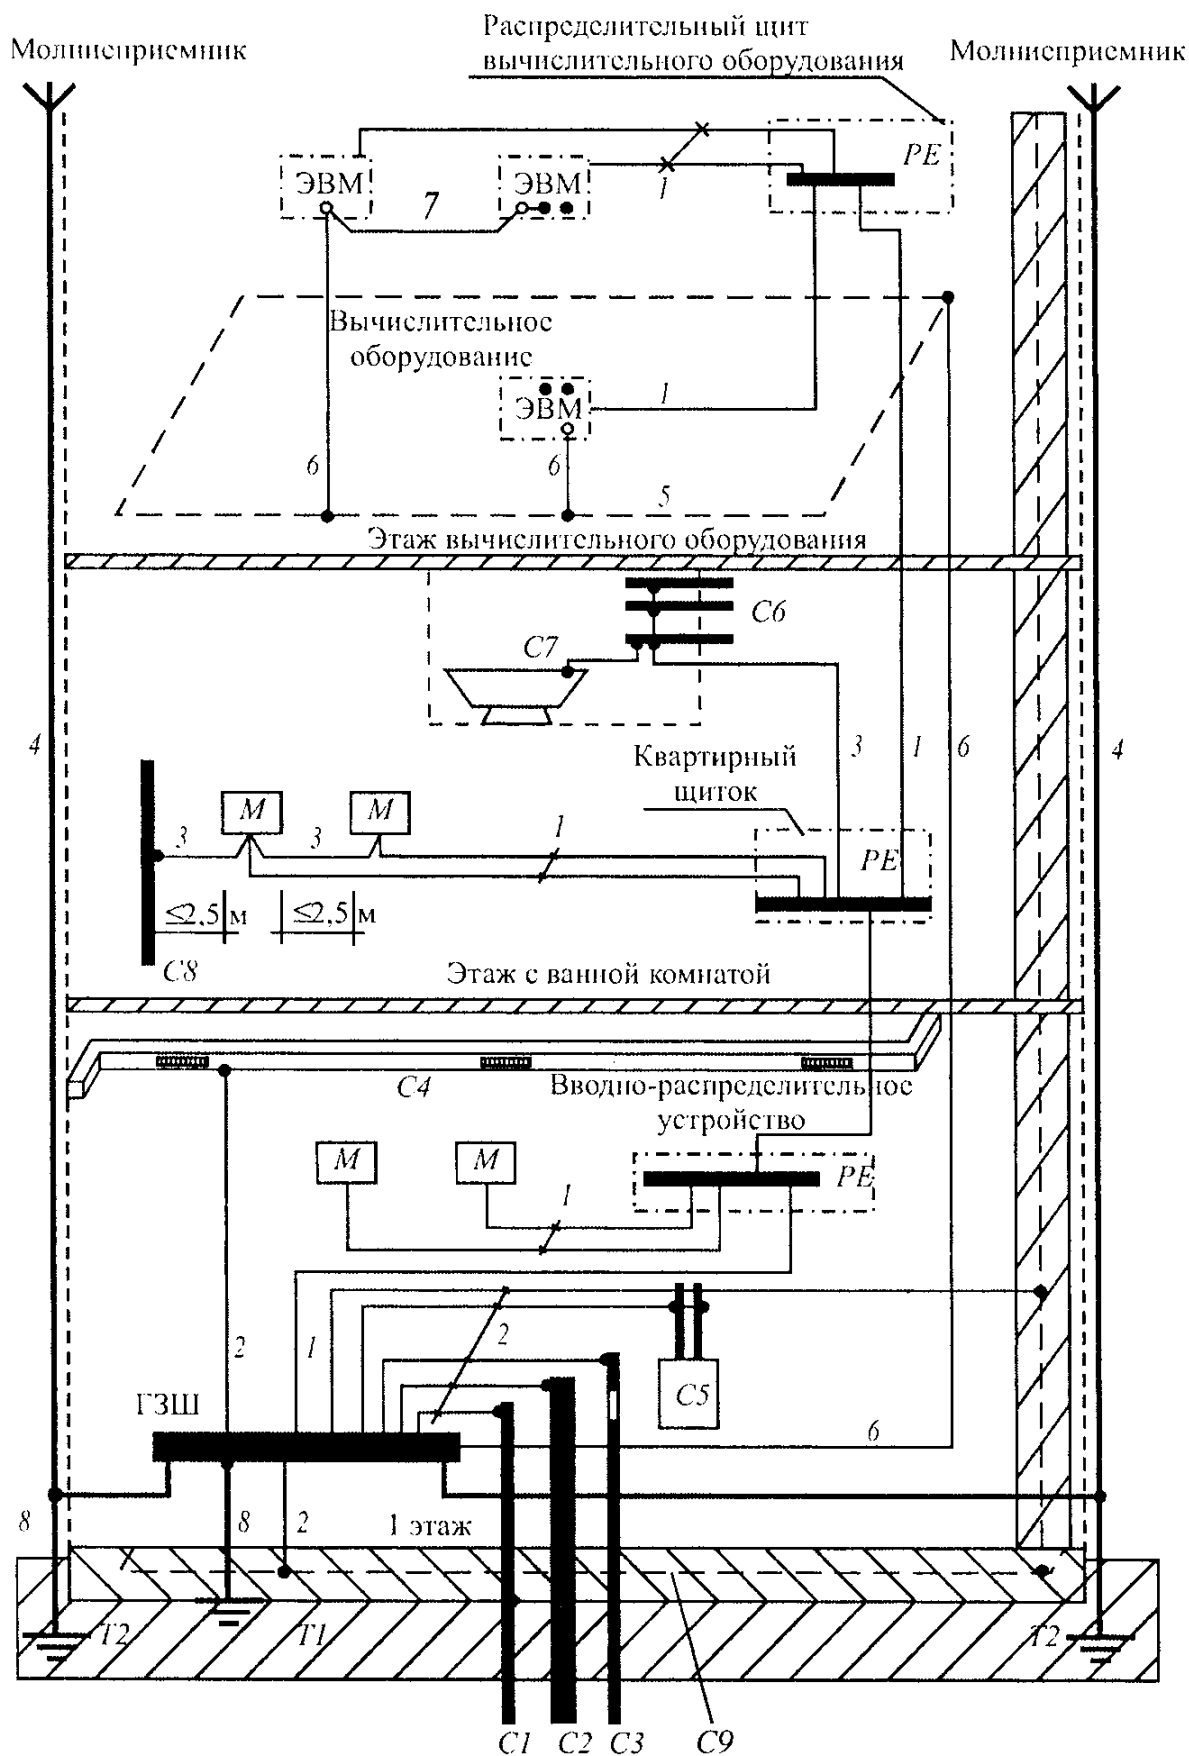 Распределительный щит
вычислительного оборудования
Молниеприемник
Молниеприемник
PE
ЭВМ
ЭВМ
7
1
Вычислительное
оборудование
ЭВМ
1
6
6
5
Этаж вычислительного оборудования
C6
C7
4
3
1
6
4
Квартирный
щиток
M
M
3
3
1
PE
≤2,5 м
≤2,5 м
C8
Этаж с ванной комнатой
C4
Вводно-распределительное
устройство
M
M
PE
1
2
1
2
C5
ГЗШ
6
8
8
2
1 этаж
T2
T1
T2
C1
C2
C3
C9